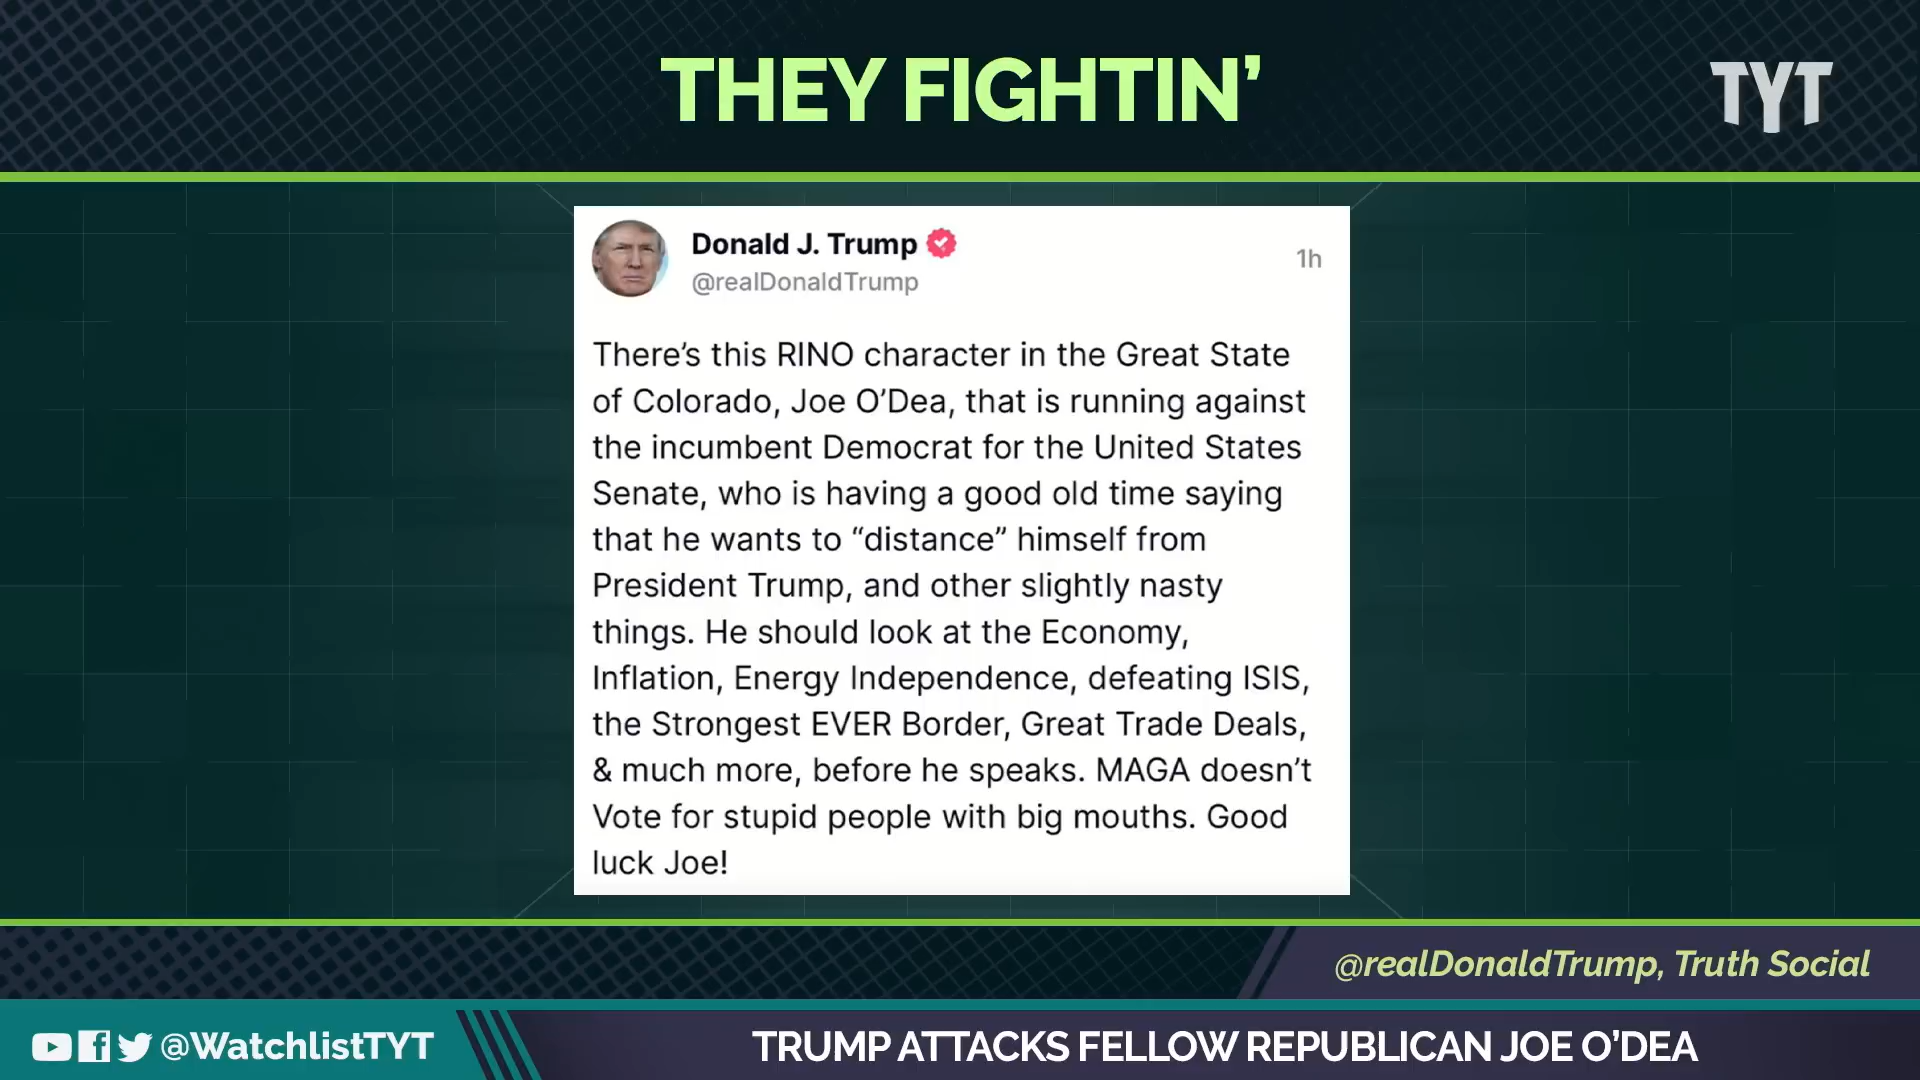 THEY FIGHTIN’
TYT
Donald J. Trump
@realDonaldTrump
1h
There’s this RINO character in the Great State
of Colorado, Joe O’Dea, that is running against
the incumbent Democrat for the United States
Senate, who is having a good old time saying
that he wants to “distance” himself from
President Trump, and other slightly nasty
things. He should look at the Economy,
Inflation, Energy Independence, defeating ISIS,
the Strongest EVER Border, Great Trade Deals,
& much more, before he speaks. MAGA doesn’t
Vote for stupid people with big mouths. Good
luck Joe!
@realDonaldTrump, Truth Social
@WatchlistTYT
TRUMP ATTACKS FELLOW REPUBLICAN JOE O’DEA